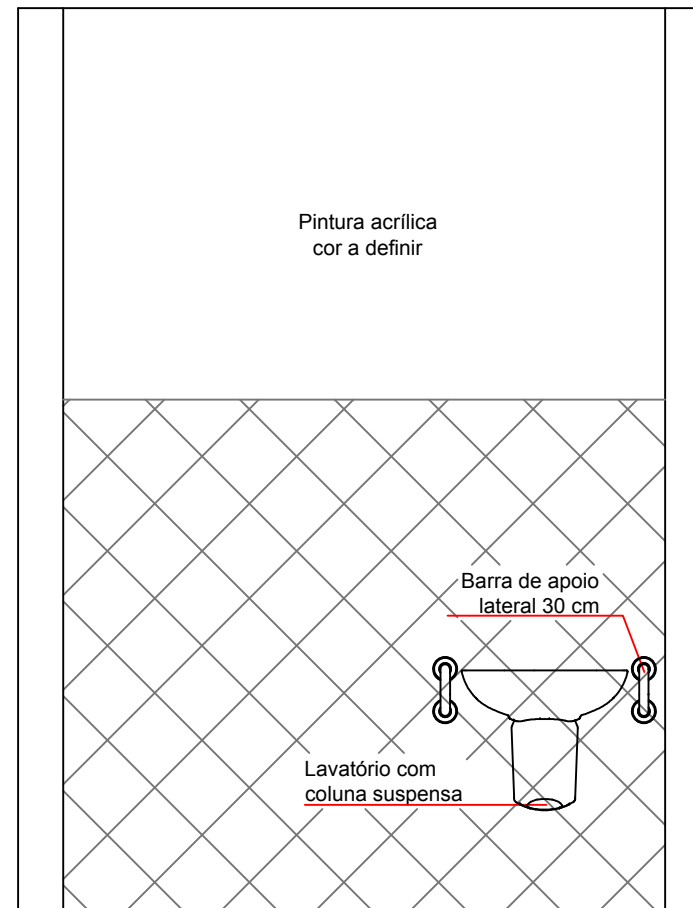 Pintura acrílica
cor a definir
Barra de apoio
lateral 30 cm
Lavatório com
coluna suspensa